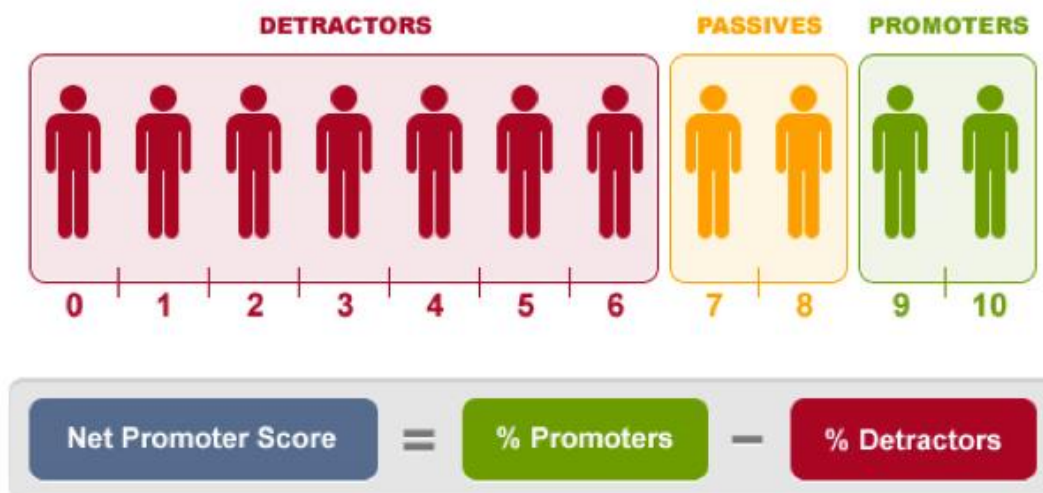 DETRACTORS PASSIVES PROMOTERS
0 1 2 3 4 5 6 7 8 9 10
Net Promoter Score = % Promoters − % Detractors